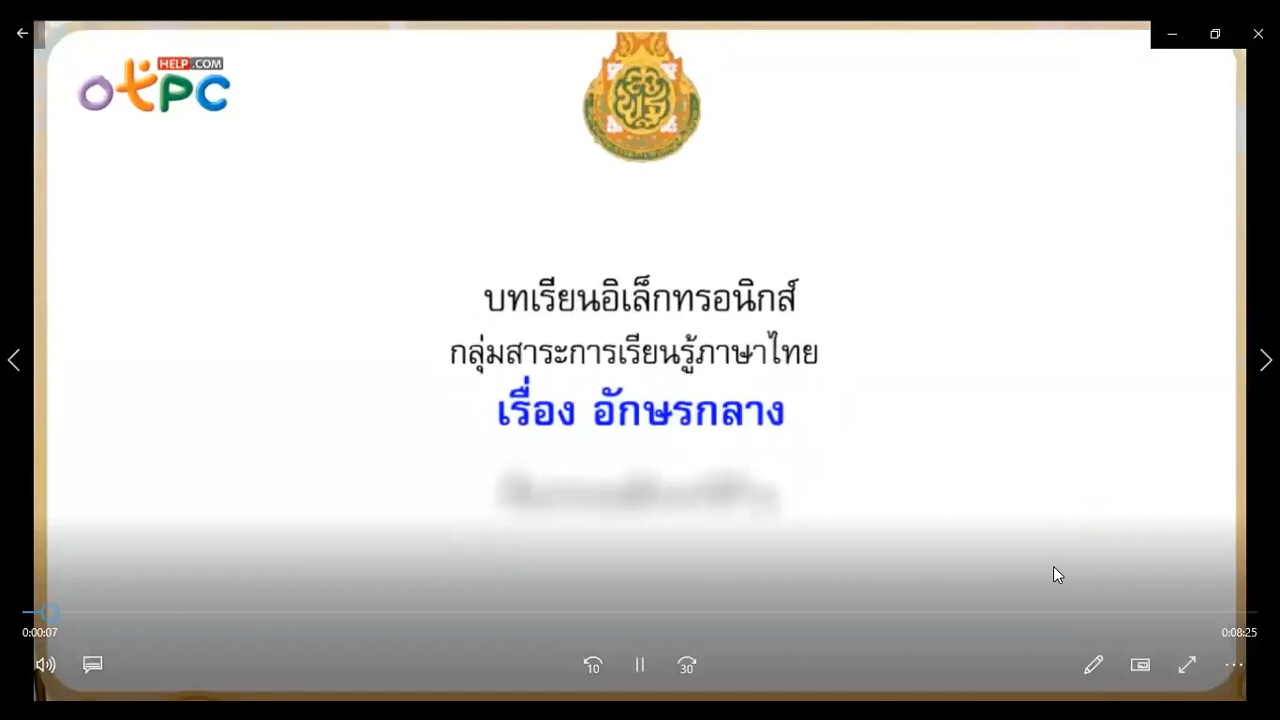 HELP.COM
OTPC
บทเรียนอิเล็กทรอนิกส์
กลุ่มสาระการเรียนรู้ภาษาไทย
เรื่อง อักษรกลาง
0:00:07
0:08:25
10
30